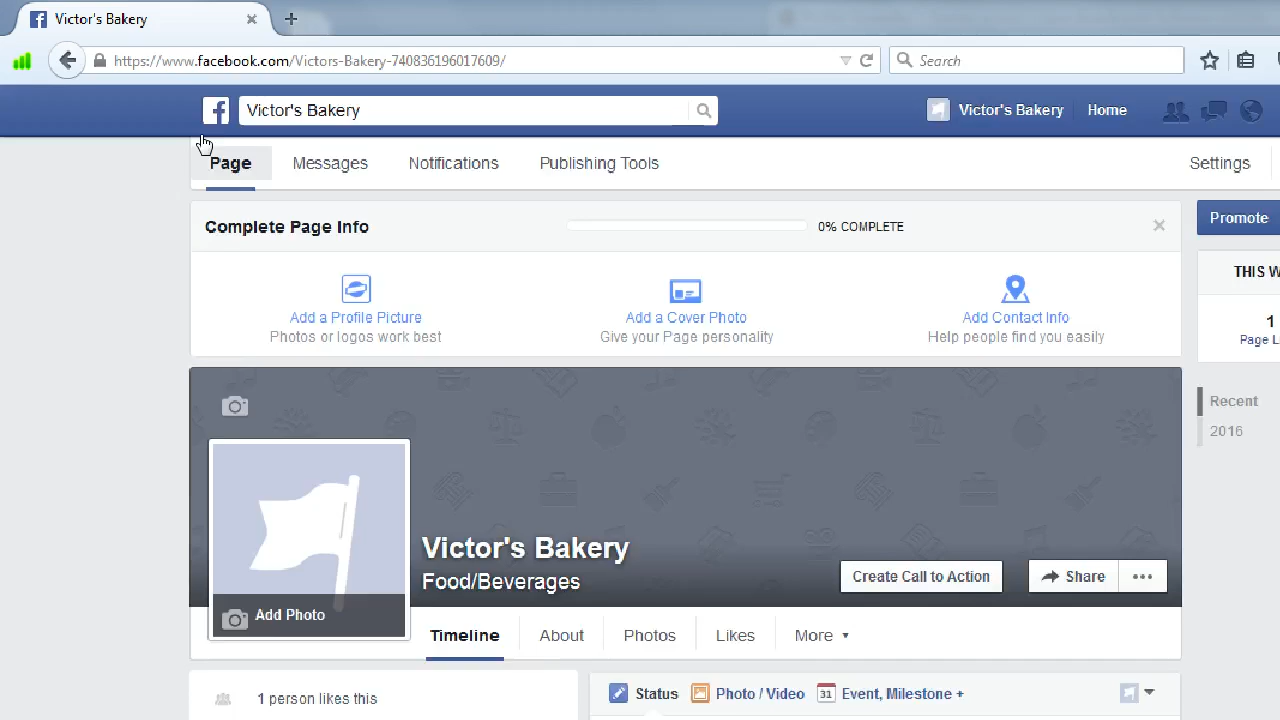 Victor's Bakery
https://www.facebook.com/Victors-Bakery-740836196017609/
Search
Victor's Bakery
Victor's Bakery Home
Page Messages Notifications Publishing Tools Settings
Complete Page Info 0% COMPLETE
Promote
THIS W
Add a Profile Picture
Photos or logos work best
Add a Cover Photo
Give your Page personality
Add Contact Info
Help people find you easily
1
Page Li
Recent
2016
Victor's Bakery
Food/Beverages
Create Call to Action Share
Add Photo
Timeline About Photos Likes More
1 person likes this
Status Photo / Video 31 Event, Milestone +